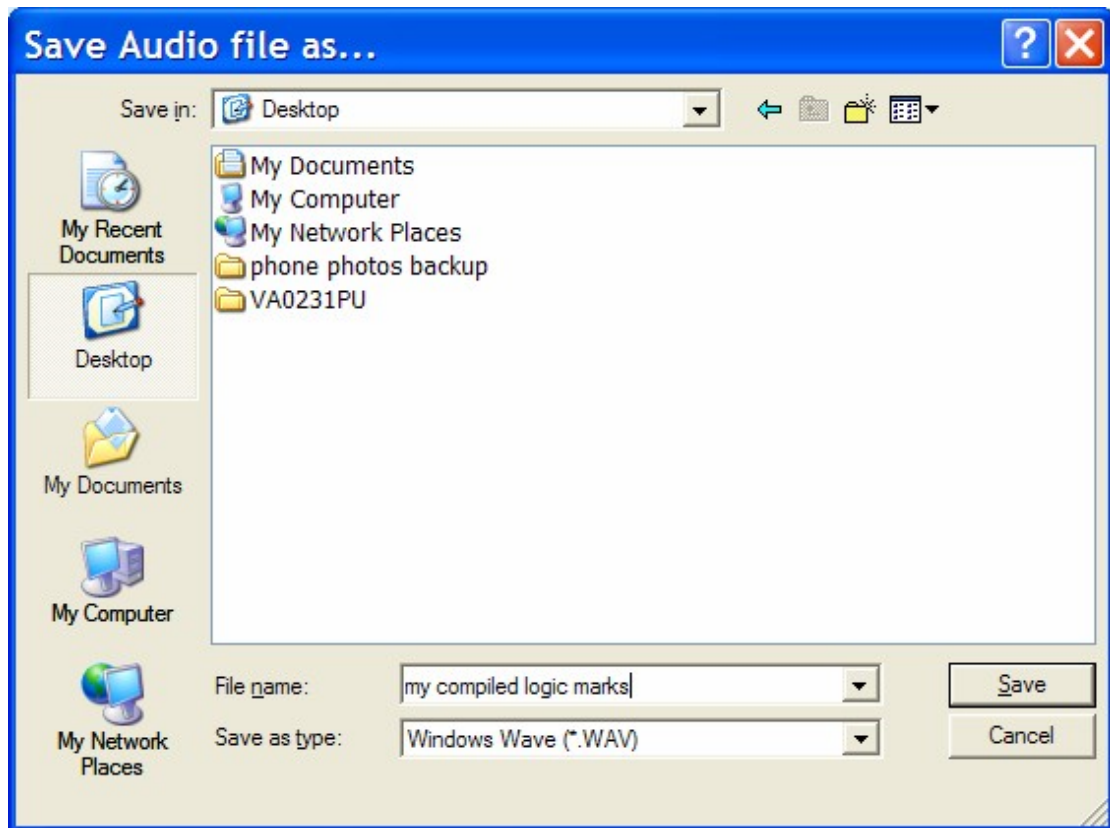 Save Audio file as...
Save in:
Desktop
My Documents
My Computer
My Network Places
phone photos backup
VA0231PU
My Recent
Documents
Desktop
My Documents
My Computer
My Network
Places
File name:
my compiled logic marks
Save
Save as type:
Windows Wave (*.WAV)
Cancel